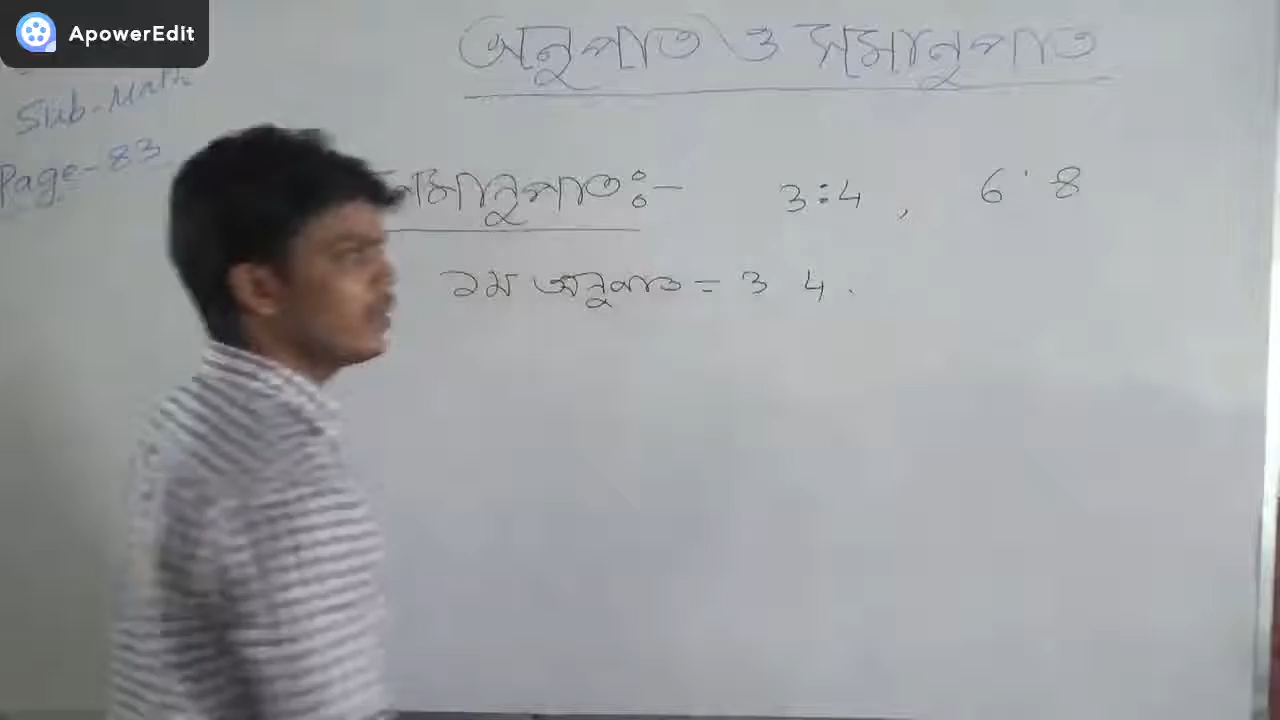 ApowerEdit
অনুপাত ও সমানুপাত
Sub-Math
Page-83
সমানুপাতঃ- 3:4 , 6 : 8
১ম অনুপাত = 3 4 .